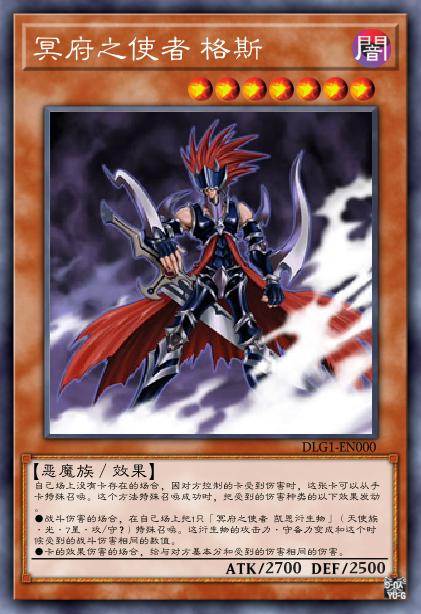 冥府之使者 格斯
闇
DLG1-EN000
【恶魔族/效果】
自己场上没有卡存在的场合，因对方控制的卡受到伤害时，这张卡可以从手
卡特殊召唤。这个方法特殊召唤成功时，把受到的伤害种类的以下效果发动
。
●战斗伤害的场合，在自己场上把1只「冥府之使者 凯恩衍生物」（天使族
·光·7星·攻/守?）特殊召唤。这衍生物的攻击力·守备力变成和这个时
候受到的战斗伤害相同的数值。
●卡的效果伤害的场合，给与对方基本分和受到的伤害相同的伤害。
ATK/2700 DEF/2500